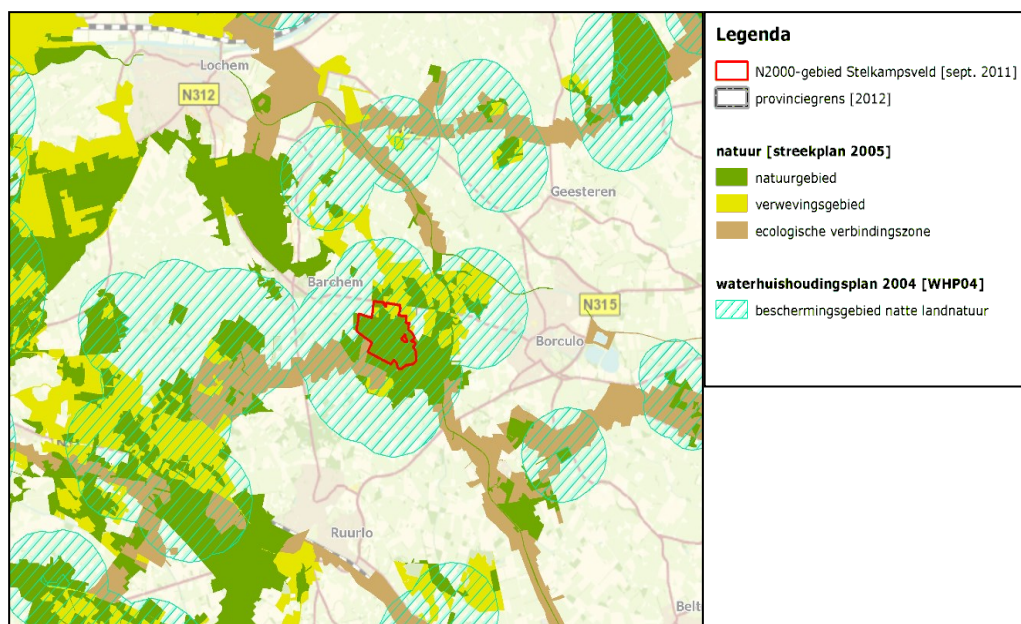 Lochem
N312
Geesteren
Barchem
N315
Borculo
Ruurlo
Belt
Legenda
N2000-gebied Stelkampsveld [sept. 2011]
provinciegrens [2012]
natuur [streekplan 2005]
natuurgebied
verwevingsgebied
ecologische verbindingszone
waterhuishoudingsplan 2004 [WHP04]
beschermingsgebied natte landnatuur